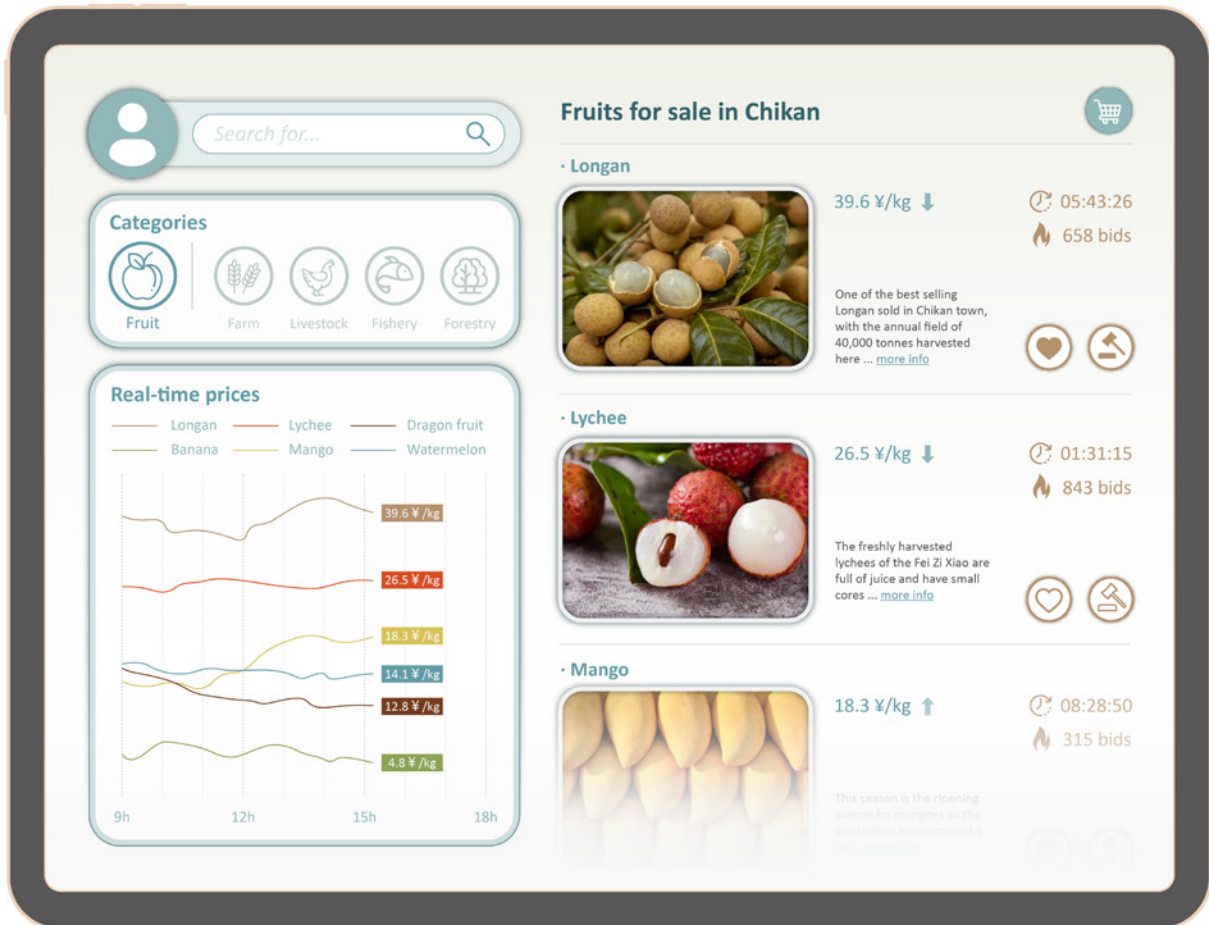 Search for...
Categories
Fruit
Farm
Livestock
Fishery
Forestry
Real-time prices
Longan
Lychee
Dragon fruit
Banana
Mango
Watermelon
39.6 ¥ /kg
26.5 ¥ /kg
18.3 ¥ /kg
14.1 ¥ /kg
12.8 ¥ /kg
4.8 ¥ /kg
9h
12h
15h
18h
Fruits for sale in Chikan
· Longan
39.6 ¥/kg
05:43:26
658 bids
One of the best selling
Longan sold in Chikan town,
with the annual field of
40,000 tonnes harvested
here ... more info
· Lychee
26.5 ¥/kg
01:31:15
843 bids
The freshly harvested
lychees of the Fei Zi Xiao are
full of juice and have small
cores ... more info
· Mango
18.3 ¥/kg
08:28:50
315 bids
This season is the ripening
season for mangoes so the
production has increased a